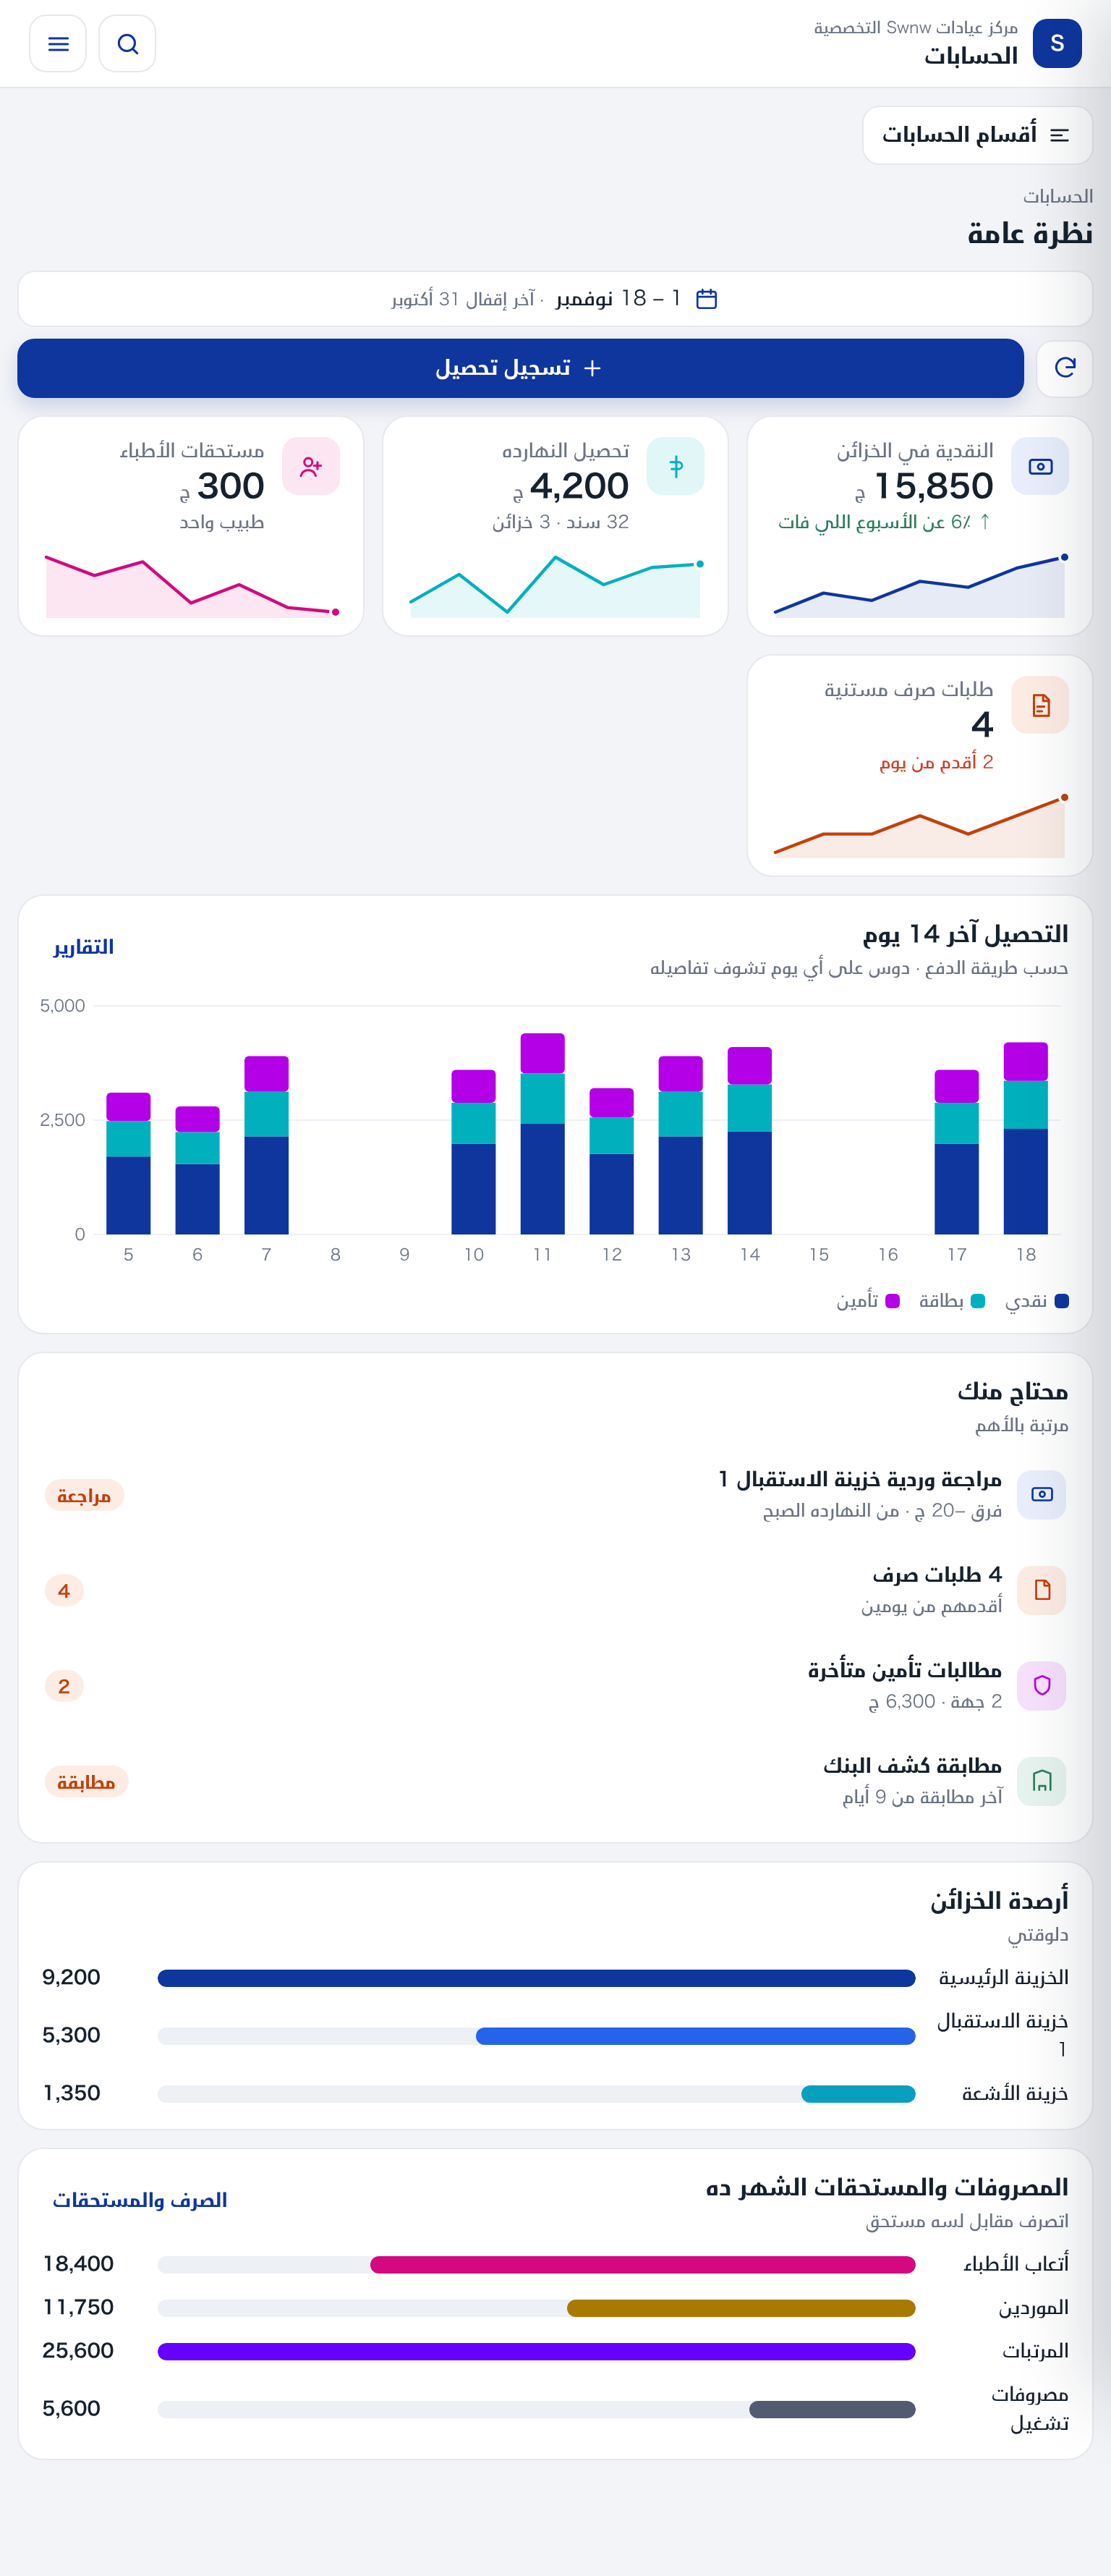 S
مركز عيادات Swnw التخصصية
الحسابات
أقسام الحسابات
الحسابات
نظرة عامة
1 – 18 نوفمبر · آخر إقفال 31 أكتوبر
تسجيل تحصيل
النقدية في الخزائن
15,850 ج
↑ 6٪ عن الأسبوع اللي فات
تحصيل النهارده
4,200 ج
32 سند · 3 خزائن
مستحقات الأطباء
300 ج
طبيب واحد
طلبات صرف مستنية
4
2 أقدم من يوم
التحصيل آخر 14 يوم
التقارير
حسب طريقة الدفع · دوس على أي يوم تشوف تفاصيله
5,000
2,500
0
5 6 7 8 9 10 11 12 13 14 15 16 17 18
نقدي
بطاقة
تأمين
محتاج منك
مرتبة بالأهم
مراجعة وردية خزينة الاستقبال 1
فرق –20 ج · من النهارده الصبح
مراجعة
4 طلبات صرف
أقدمهم من يومين
4
مطالبات تأمين متأخرة
2 جهة · 6,300 ج
2
مطابقة كشف البنك
آخر مطابقة من 9 أيام
مطابقة
أرصدة الخزائن
دلوقتي
الخزينة الرئيسية
9,200
خزينة الاستقبال
1
5,300
خزينة الأشعة
1,350
المصروفات والمستحقات الشهر ده
الصرف والمستحقات
اتصرف مقابل لسه مستحق
أتعاب الأطباء
18,400
الموردين
11,750
المرتبات
25,600
مصروفات
تشغيل
5,600